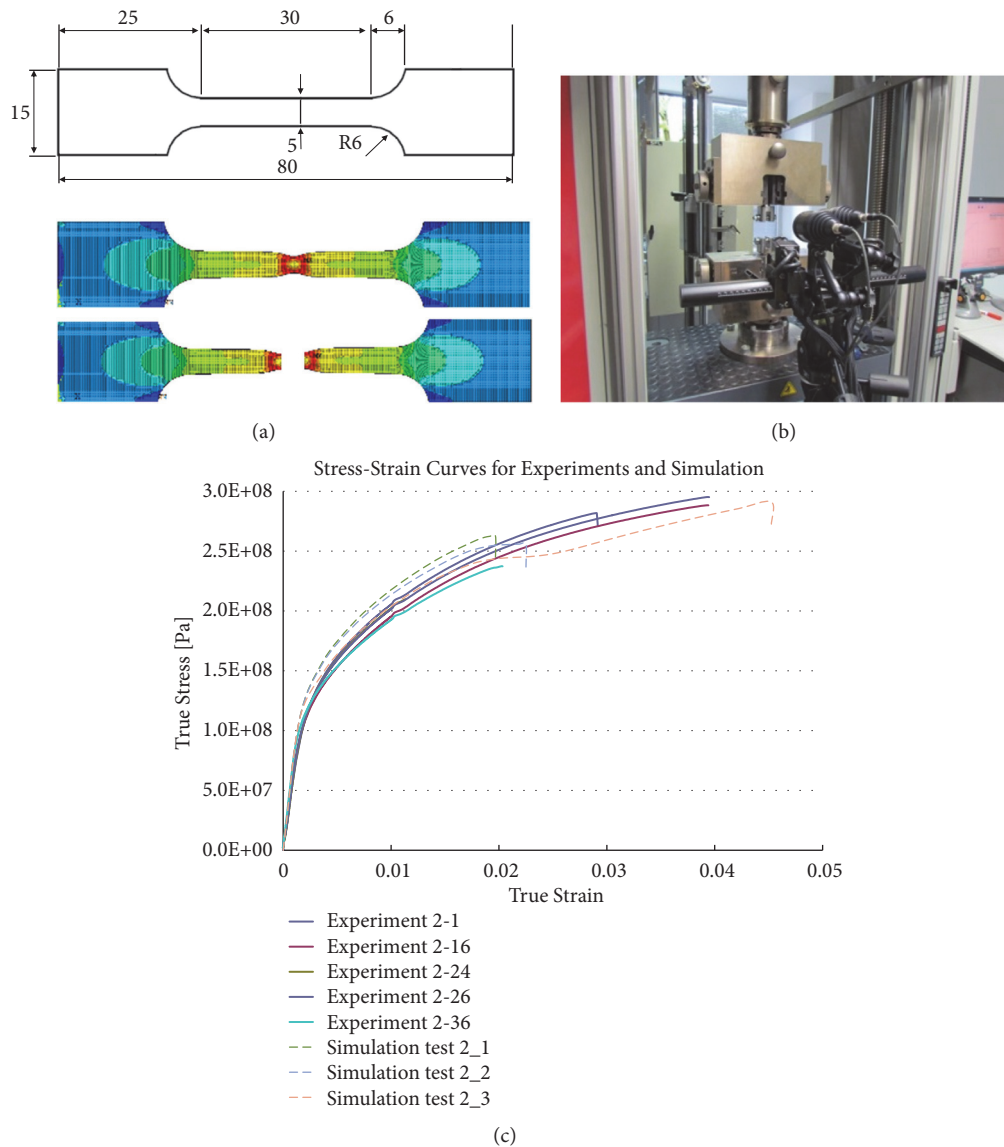 25 30 6
15
5
R6
80
(a)
(b)
Stress-Strain Curves for Experiments and Simulation
3.0E+08
2.5E+08
2.0E+08
1.5E+08
1.0E+08
5.0E+07
0.0E+00
True Stress [Pa]
0 0.01 0.02 0.03 0.04 0.05
True Strain
Experiment 2-1
Experiment 2-16
Experiment 2-24
Experiment 2-26
Experiment 2-36
Simulation test 2_1
Simulation test 2_2
Simulation test 2_3
(c)